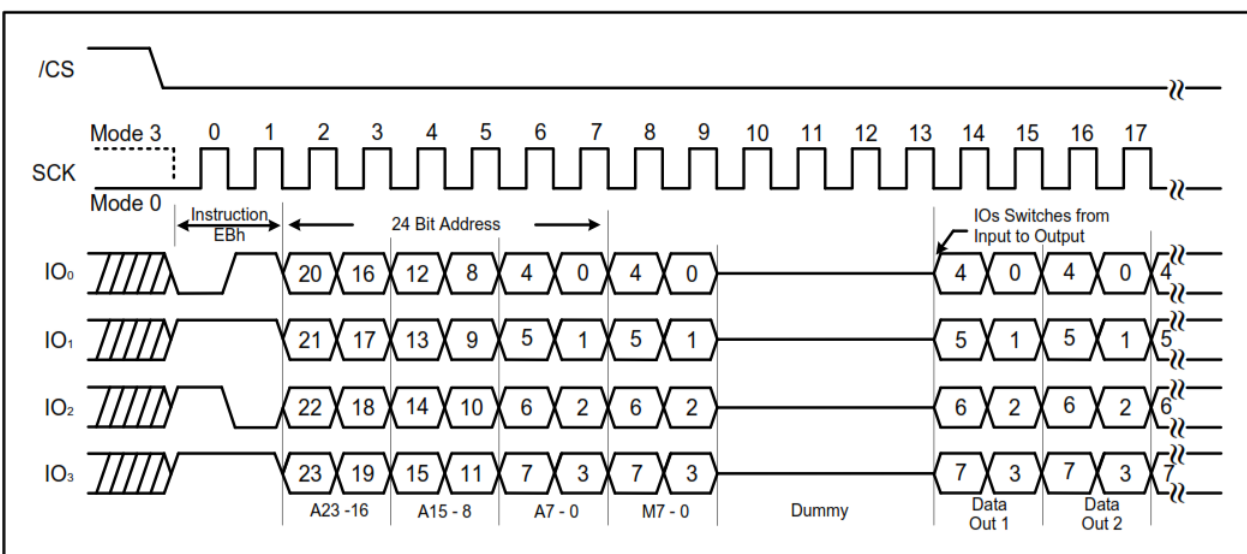 /CS
Mode 3 0 1 2 3 4 5 6 7 8 9 10 11 12 13 14 15 16 17
SCK
Mode 0
Instruction
EBh
24 Bit Address
IOs Switches from
Input to Output
IO₀ 20 16 12 8 4 0 4 0 4 0 4 0 4
IO₁ 21 17 13 9 5 1 5 1 5 1 5 1 5
IO₂ 22 18 14 10 6 2 6 2 6 2 6 2 6
IO₃ 23 19 15 11 7 3 7 3 7 3 7 3 7
A23 -16 A15 - 8 A7 - 0 M7 - 0 Dummy
Data
Out 1
Data
Out 2